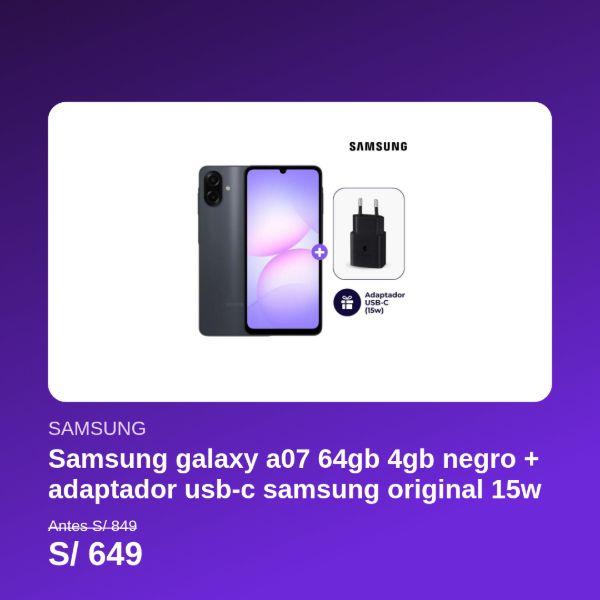 SAMSUNG
Adaptador
USB-C
(15w)
SAMSUNG
Samsung galaxy a07 64gb 4gb negro +
adaptador usb-c samsung original 15w
Antes S/ 849
S/ 649